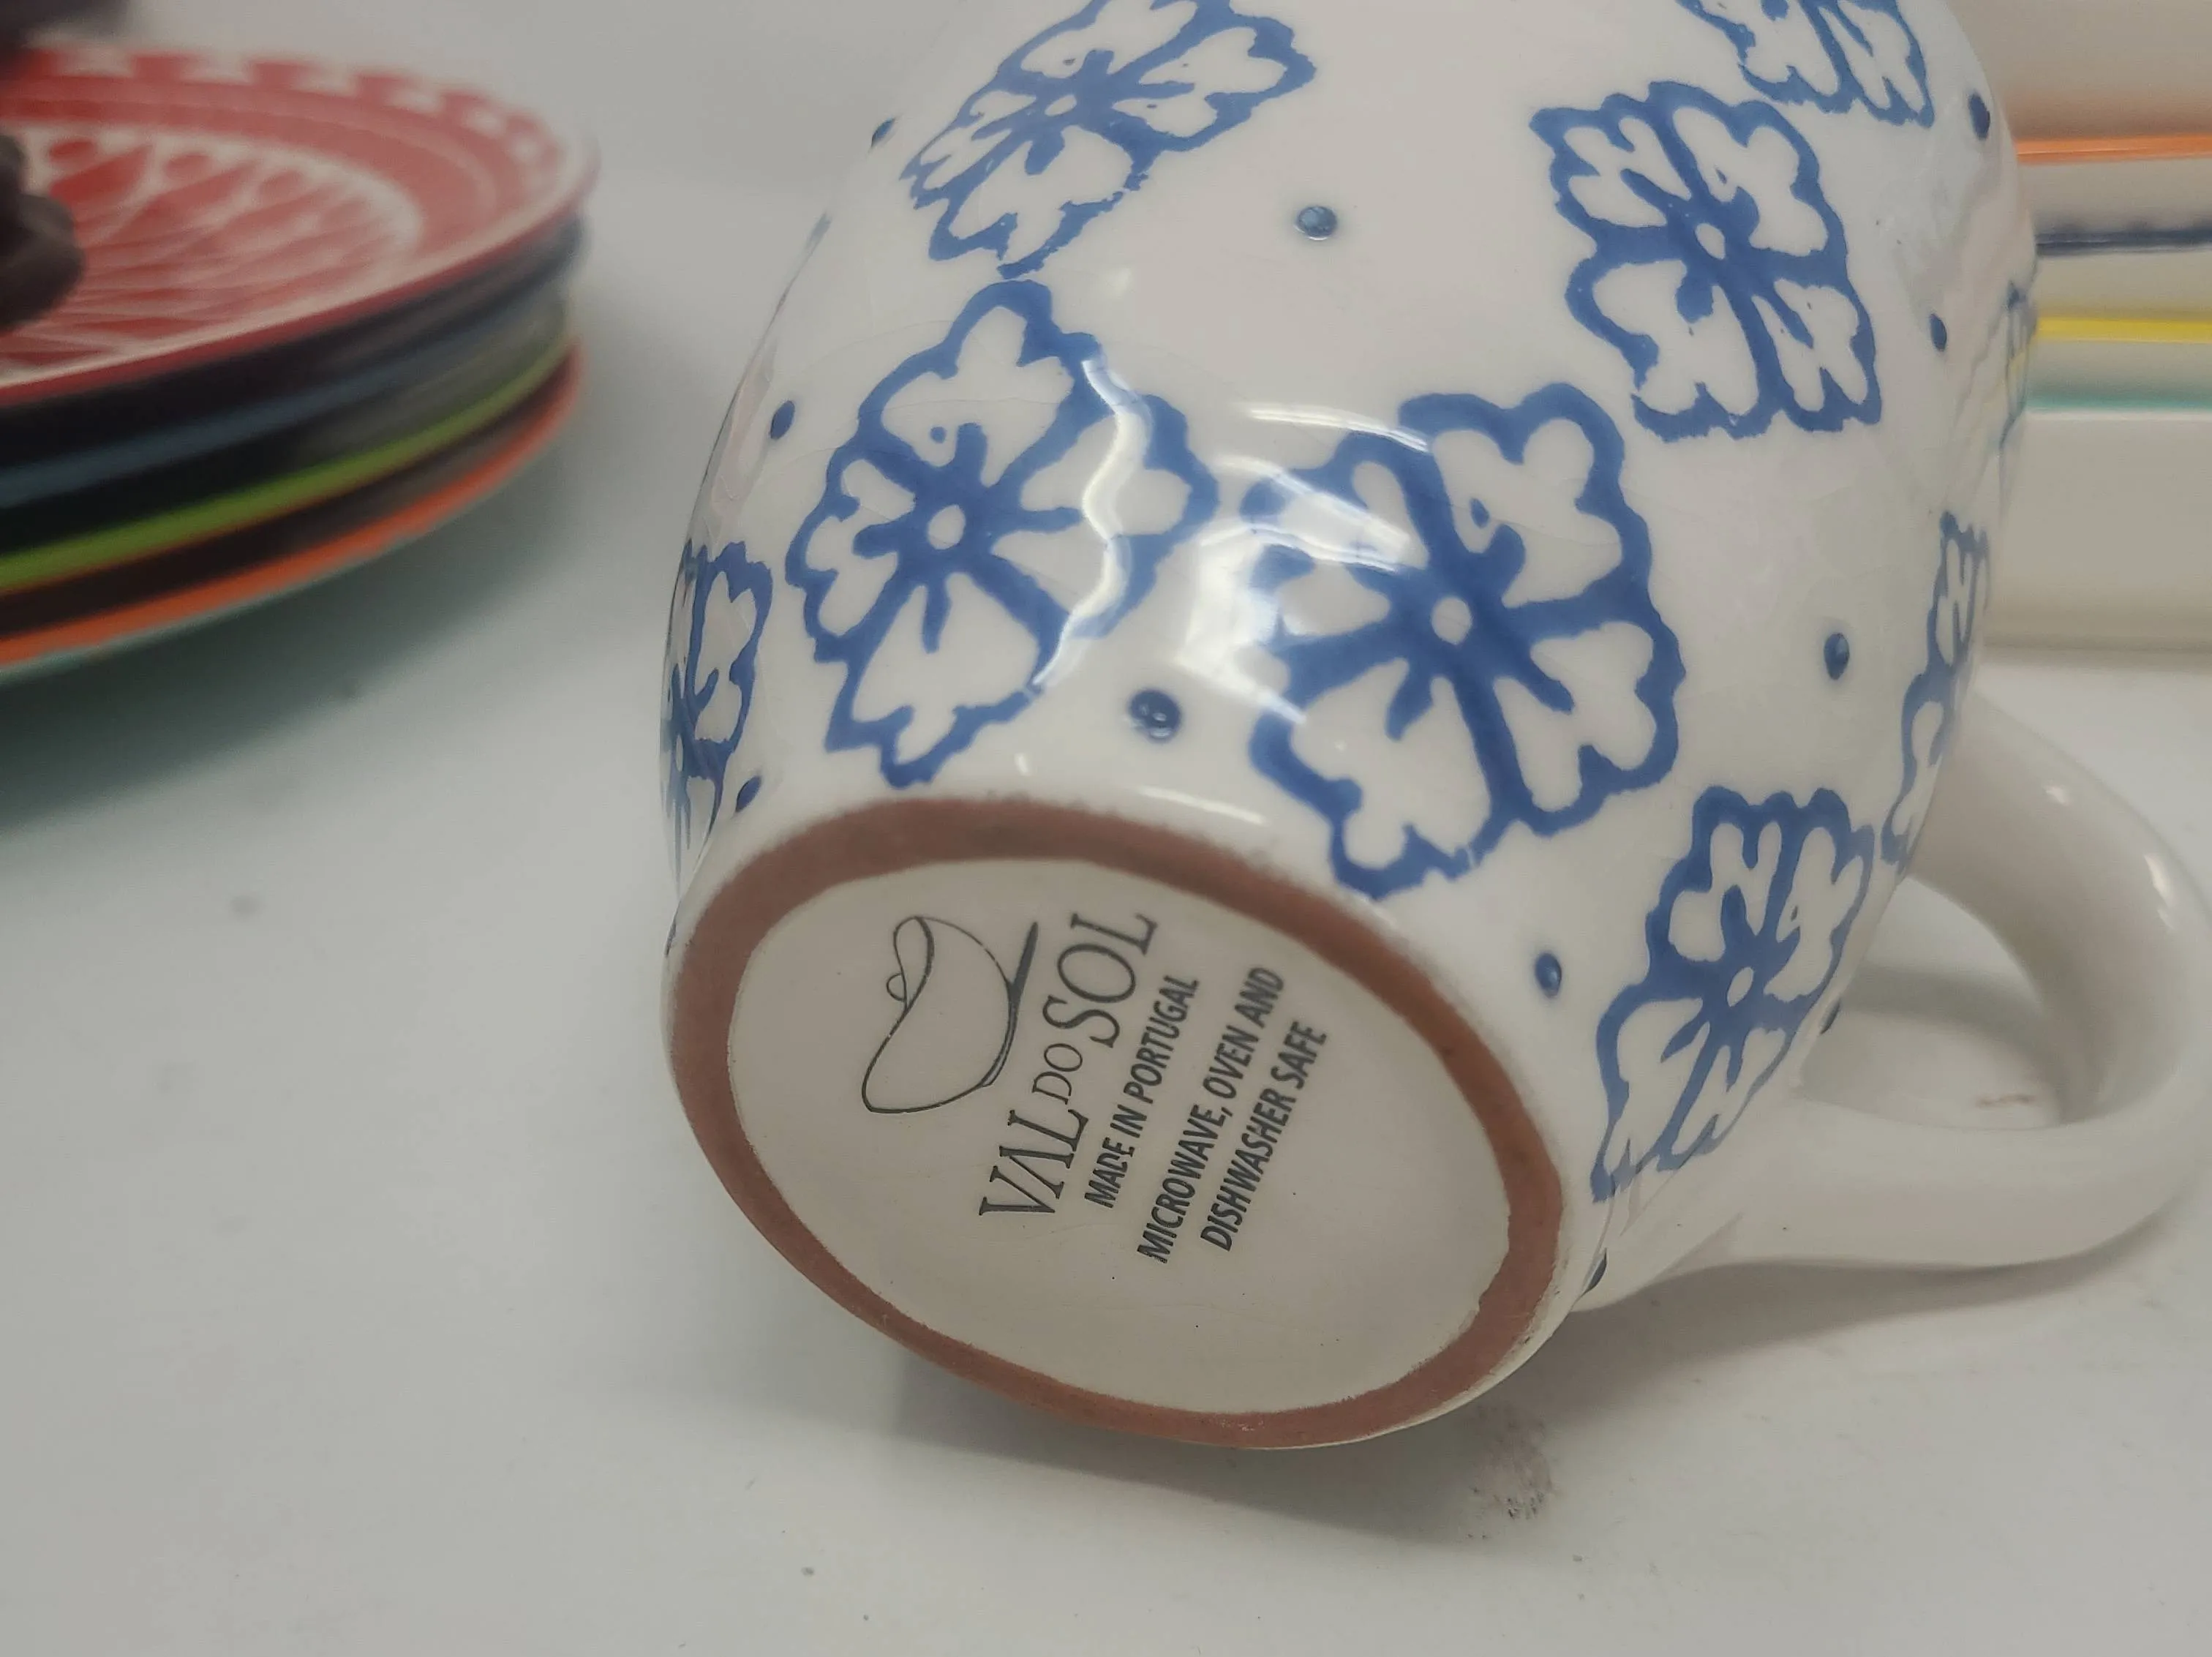 VAL DO SOL
MADE IN PORTUGAL
MICROWAVE, OVEN AND
DISHWASHER SAFE